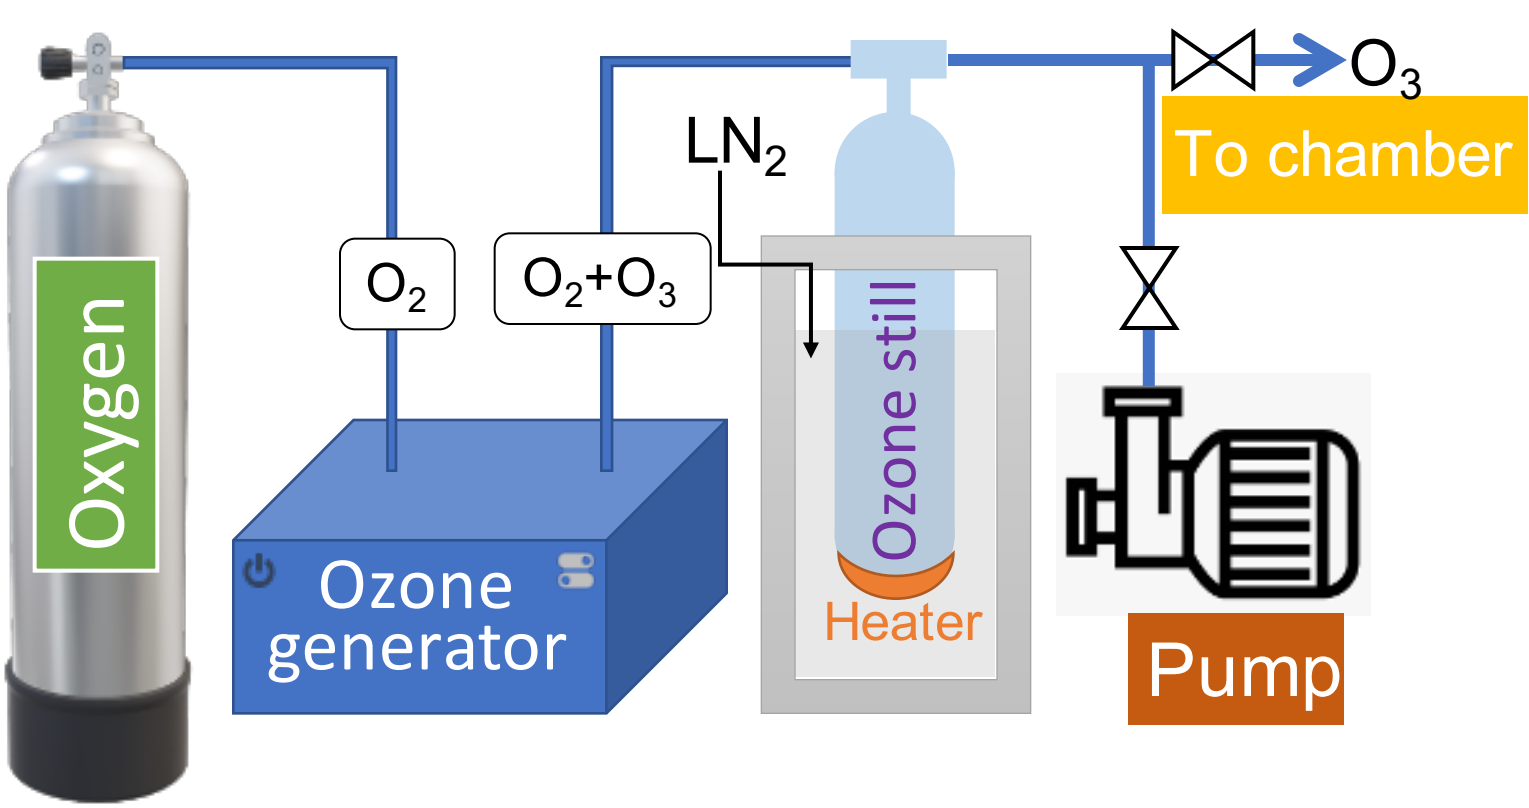 Oxygen
O₂
O₂+O₃
Ozone
generator
LN₂
Ozone still
Heater
O₃
To chamber
Pump